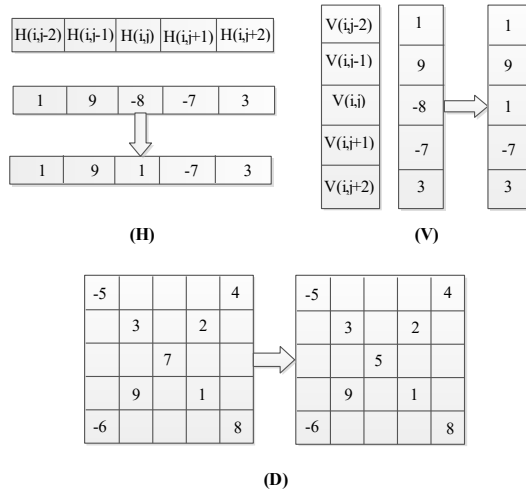 H(i,j-2) H(i,j-1) H(i,j) H(i,j+1) H(i,j+2)
1 9 -8 -7 3
1 9 1 -7 3
(H)
V(i,j-2) 1 1
V(i,j-1) 9 9
V(i,j) -8 1
V(i,j+1) -7 -7
V(i,j+2) 3 3
(V)
-5 4 -5 4
3 2 3 2
7 5
9 1 9 1
-6 8 -6 8
(D)